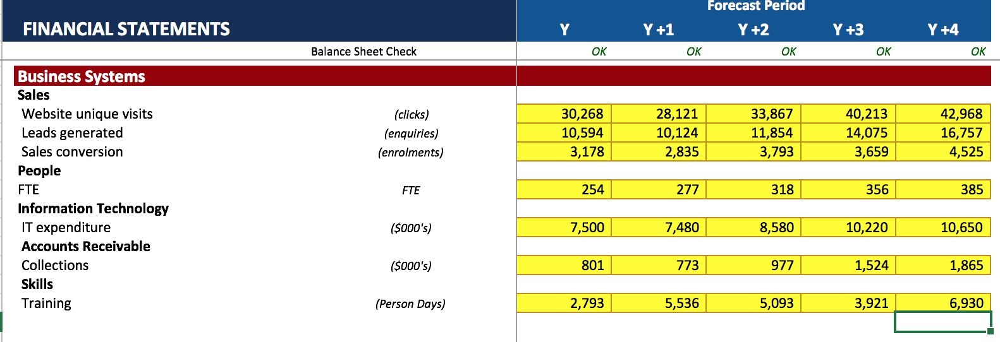 Forecast Period
FINANCIAL STATEMENTS Y Y +1 Y +2 Y +3 Y +4
Balance Sheet Check OK OK OK OK OK
Business Systems
Sales
Website unique visits (clicks) 30,268 28,121 33,867 40,213 42,968
Leads generated (enquiries) 10,594 10,124 11,854 14,075 16,757
Sales conversion (enrolments) 3,178 2,835 3,793 3,659 4,525
People
FTE FTE 254 277 318 356 385
Information Technology
IT expenditure ($000's) 7,500 7,480 8,580 10,220 10,650
Accounts Receivable
Collections ($000's) 801 773 977 1,524 1,865
Skills
Training (Person Days) 2,793 5,536 5,093 3,921 6,930